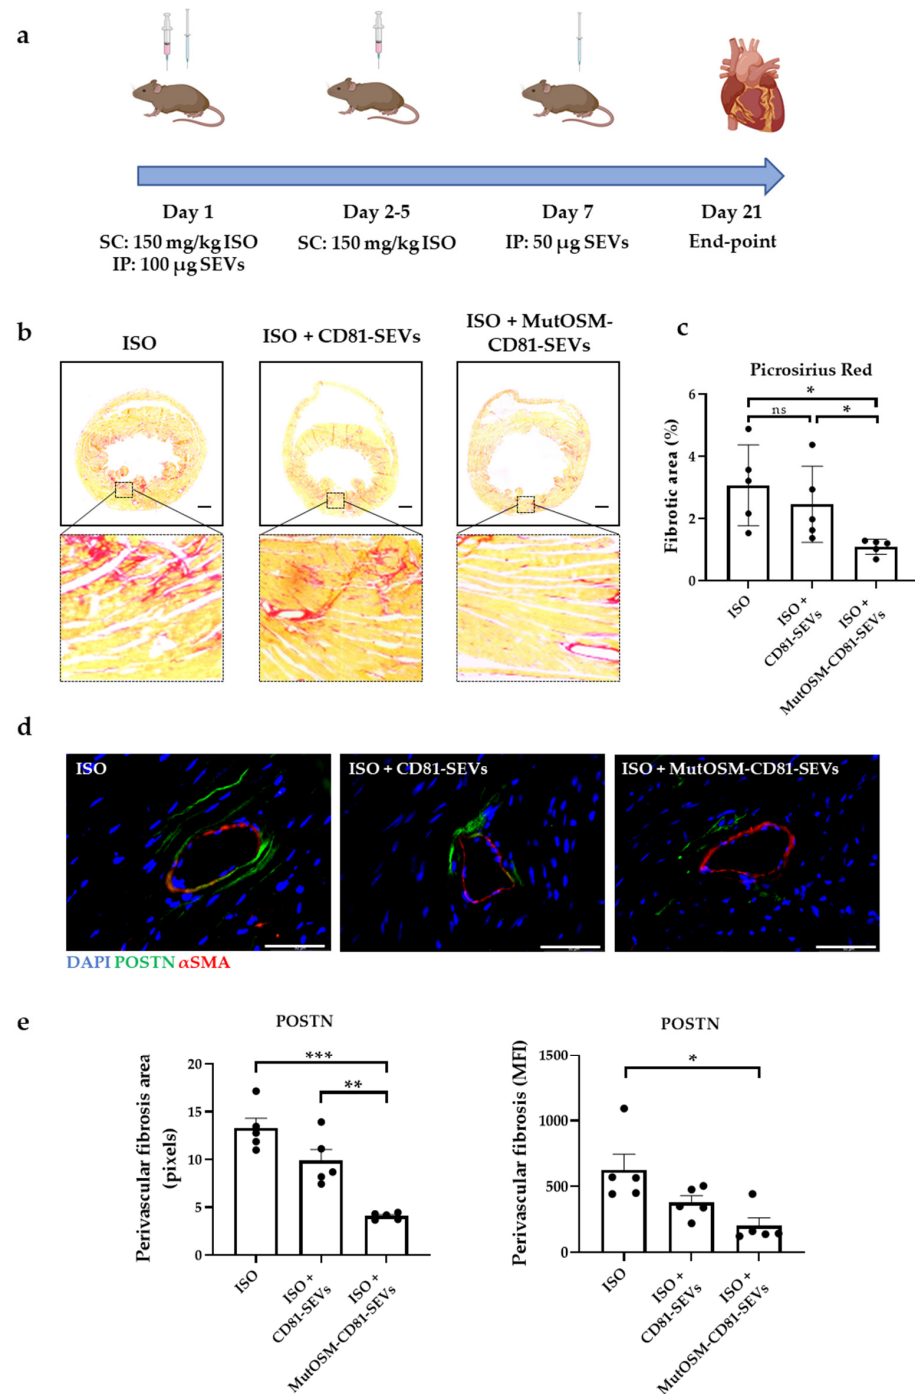 a
Day 1
Day 2-5
Day 7
Day 21
SC: 150 mg/kg ISO
SC: 150 mg/kg ISO
IP: 50 µg SEVs
End-point
IP: 100 µg SEVs
b
ISO
ISO + CD81-SEVs
ISO + MutOSM-
CD81-SEVs
c
Picrosirius Red
*
ns
*
Fibrotic area (%)
6
4
2
0
ISO
ISO +
CD81-SEVs
ISO +
MutOSM-CD81-SEVs
d
ISO
ISO + CD81-SEVs
ISO + MutOSM-CD81-SEVs
DAPI POSTN αSMA
e
POSTN
***
**
Perivascular fibrosis area
(pixels)
20
15
10
5
0
ISO
ISO +
CD81-SEVs
ISO +
MutOSM-CD81-SEVs
POSTN
*
Perivascular fibrosis (MFI)
1500
1000
500
0
ISO
ISO +
CD81-SEVs
ISO +
MutOSM-CD81-SEVs